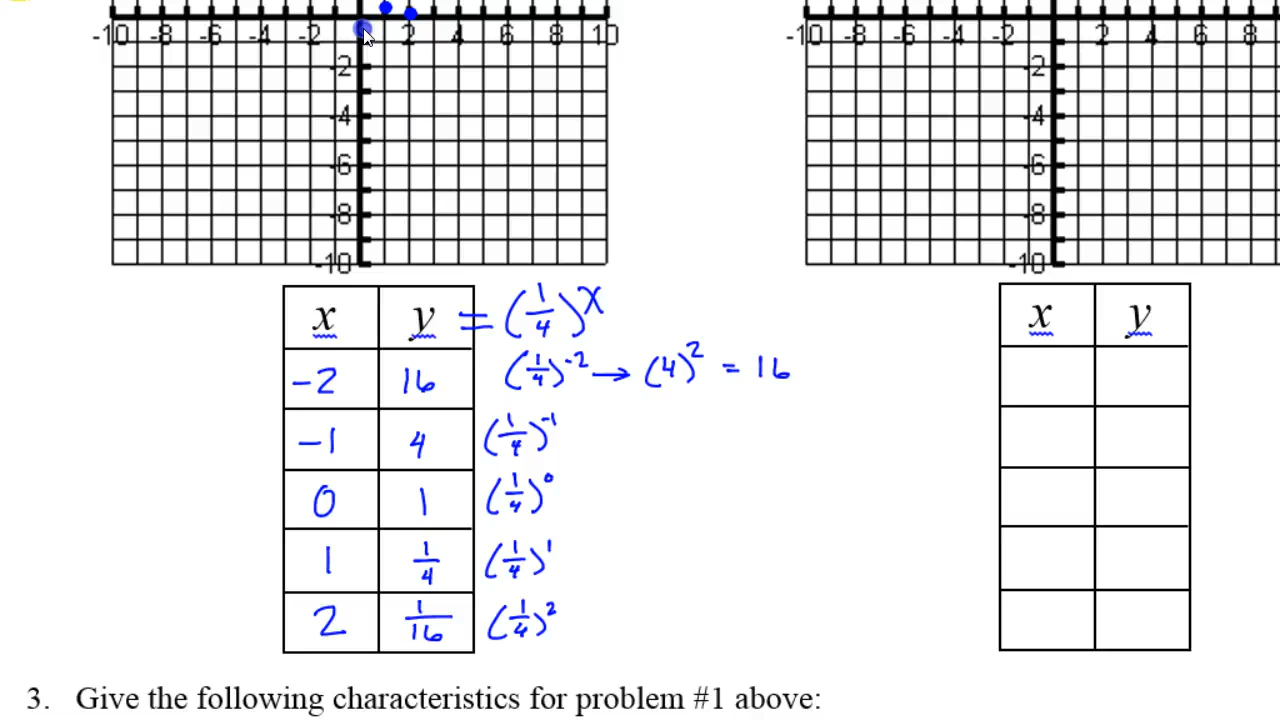 -10 -8 -6 -4 -2 2 4 6 8 10 -10 -8 -6 -4 -2 2 4 6 8
-2 -2
-4 -4
-6 -6
-8 -8
-10 -10
x y = (1/4)^x x y
-2 16 (1/4)^-2 → (4)^2 = 16
-1 4 (1/4)^-1
0 1 (1/4)^0
1 1/4 (1/4)^1
2 1/16 (1/4)^2
3. Give the following characteristics for problem #1 above: